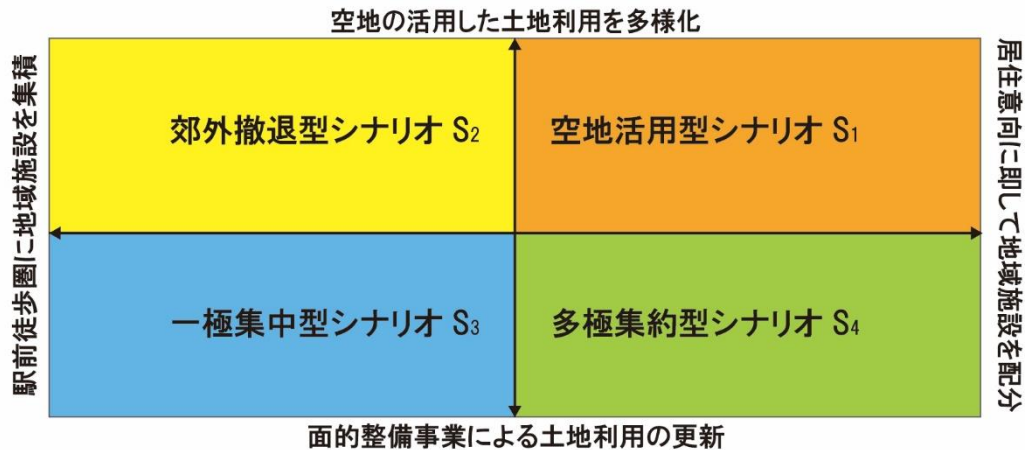 空地の活用した土地利用を多様化
駅前徒歩圏に地域施設を集積
郊外撤退型シナリオ S2
空地活用型シナリオ S1
居住意向に即して地域施設を配分
一極集中型シナリオ S3
多極集約型シナリオ S4
面的整備事業による土地利用の更新